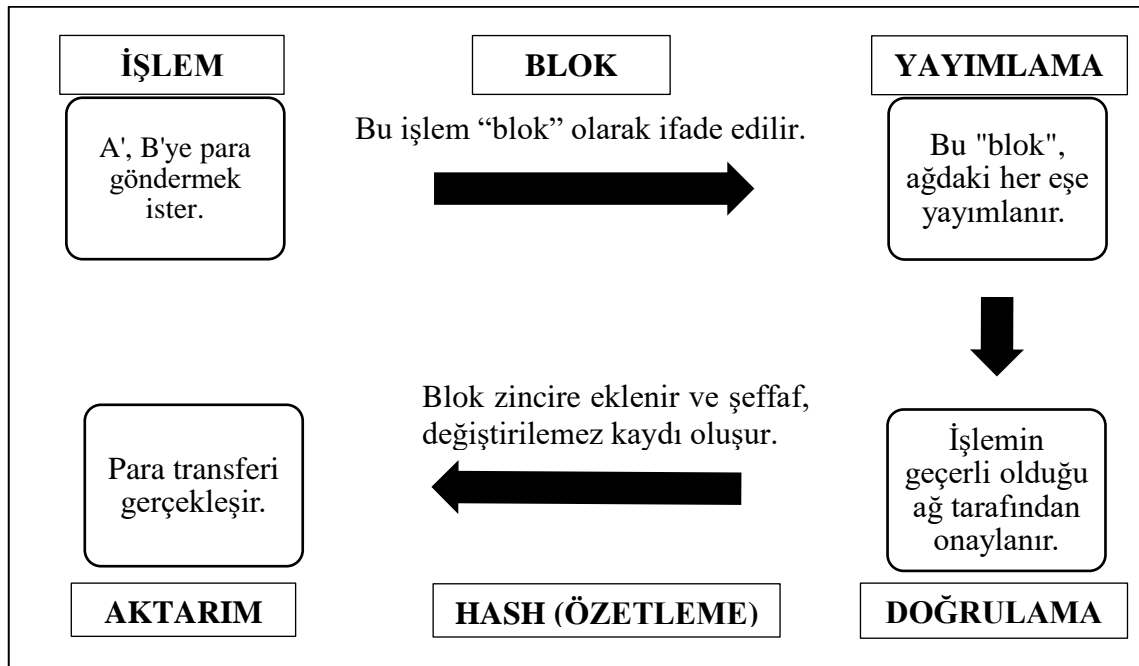 İŞLEM
A', B'ye para
göndermek
ister.
BLOK
Bu işlem “blok” olarak ifade edilir.
YAYIMLAMA
Bu "blok",
ağdaki her eşe
yayımlanır.
İşlemin
geçerli olduğu
ağ tarafından
onaylanır.
DOĞRULAMA
Blok zincire eklenir ve şeffaf,
değiştirilemez kaydı oluşur.
HASH (ÖZETLEME)
Para transferi
gerçekleşir.
AKTARIM